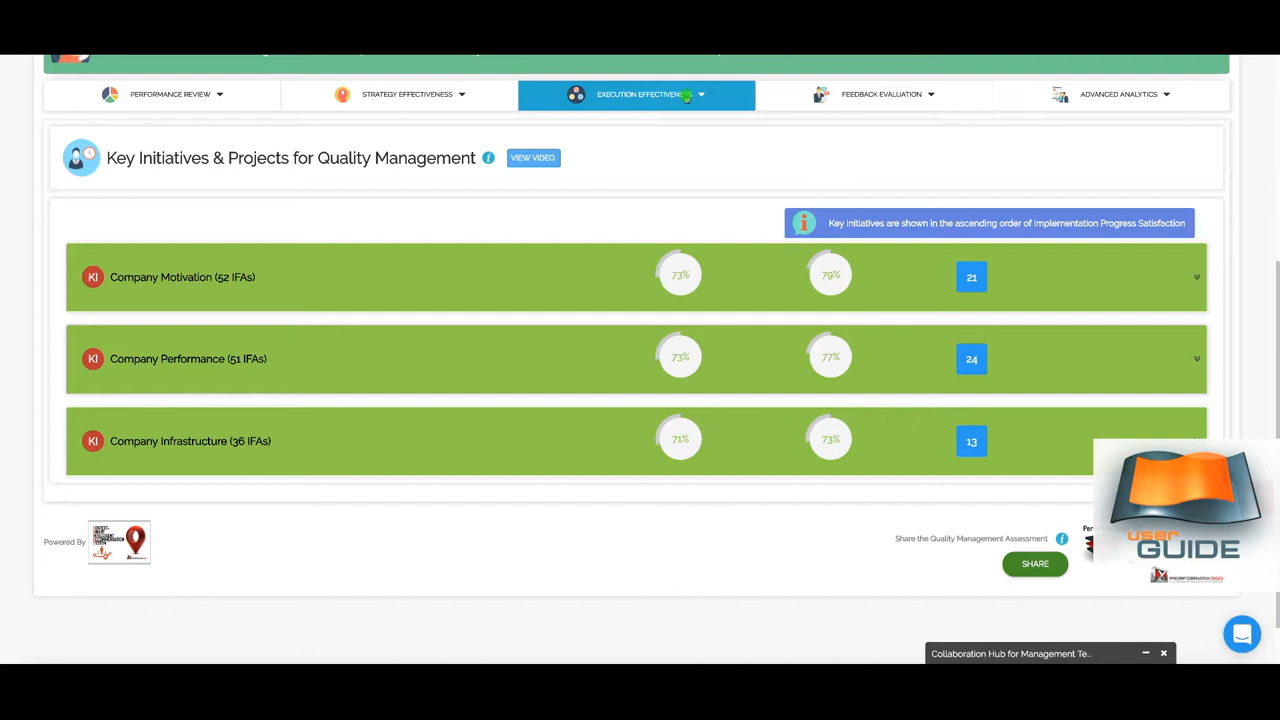 PERFORMANCE REVIEW
STRATEGY EFFECTIVENESS
EXECUTION EFFECTIVENESS
FEEDBACK EVALUATION
ADVANCED ANALYTICS
Key Initiatives & Projects for Quality Management
VIEW VIDEO
Key Initiatives are shown in the ascending order of Implementation Progress Satisfaction
KI Company Motivation (52 IFAs) 73% 79% 21
KI Company Performance (51 IFAs) 73% 77% 24
KI Company Infrastructure (36 IFAs) 71% 73% 13
Powered By
Share the Quality Management Assessment
SHARE
user
GUIDE
PERFORMAX360
Collaboration Hub for Management Te...